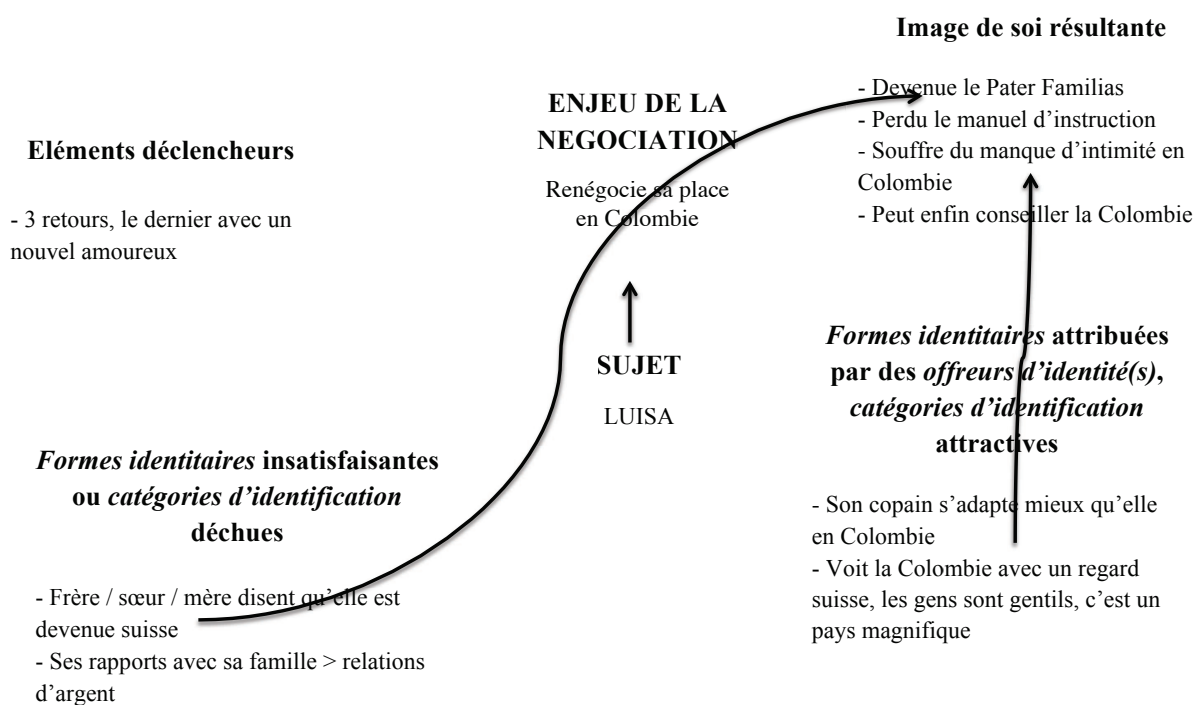 Image de soi résultante
- Devenue le Pater Familias
- Perdu le manuel d’instruction
- Souffre du manque d’intimité en
Colombie
- Peut enfin conseiller la Colombie
ENJEU DE LA
NEGOCIATION
Renégocie sa place
en Colombie
Eléments déclencheurs
- 3 retours, le dernier avec un
nouvel amoureux
SUJET
LUISA
Formes identitaires attribuées
par des offreurs d’identité(s),
catégories d’identification
attractives
- Son copain s’adapte mieux qu’elle
en Colombie
- Voit la Colombie avec un regard
suisse, les gens sont gentils, c’est un
pays magnifique
Formes identitaires insatisfaisantes
ou catégories d’identification
déchues
- Frère / sœur / mère disent qu’elle est
devenue suisse
- Ses rapports avec sa famille > relations
d’argent